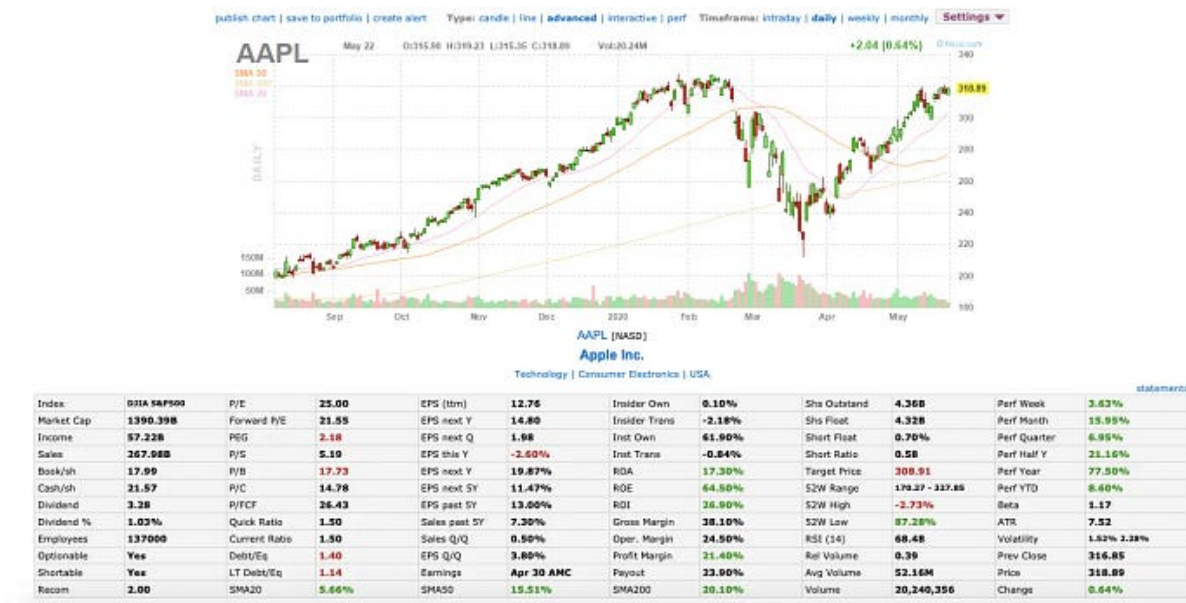 publish chart | save to portfolio | create alert Type: candle | line | advanced | interactive | perf Timeframe: intraday | daily | weekly | monthly Settings
AAPL May 22 O:315.90 H:319.23 L:315.35 C:318.89 Vol:20.24M +2.04 (0.64%)
340
SMA 50
SMA 200
SMA 20
318.89
300
DAILY
280
260
240
220
150M
100M
200
50M
180
Sep Oct Nov Dec 2020 Feb Mar Apr May
AAPL [NASD]
Apple Inc.
Technology | Consumer Electronics | USA
statements
Index DJIA S&P500 P/E 25.00 EPS (ttm) 12.76 Insider Own 0.10% Shs Outstand 4.36B Perf Week 3.63%
Market Cap 1390.39B Forward P/E 21.55 EPS next Y 14.80 Insider Trans -2.18% Shs Float 4.32B Perf Month 15.95%
Income 57.22B PEG 2.18 EPS next Q 1.98 Inst Own 61.90% Short Float 0.70% Perf Quarter 6.95%
Sales 267.98B P/S 5.19 EPS this Y -2.60% Inst Trans -0.84% Short Ratio 0.58 Perf Half Y 21.16%
Book/sh 17.99 P/B 17.73 EPS next Y 19.87% ROA 17.30% Target Price 308.91 Perf Year 77.50%
Cash/sh 21.57 P/C 14.78 EPS next 5Y 11.47% ROE 64.50% 52W Range 170.27 - 327.85 Perf YTD 8.60%
Dividend 3.28 P/FCF 26.43 EPS past 5Y 13.00% ROI 26.90% 52W High -2.73% Beta 1.17
Dividend % 1.03% Quick Ratio 1.50 Sales past 5Y 7.30% Gross Margin 38.10% 52W Low 87.28% ATR 7.52
Employees 137000 Current Ratio 1.50 Sales Q/Q 0.50% Oper. Margin 24.50% RSI (14) 68.48 Volatility 1.52% 2.28%
Optionable Yes Debt/Eq 1.40 EPS Q/Q 3.80% Profit Margin 21.40% Rel Volume 0.39 Prev Close 316.85
Shortable Yes LT Debt/Eq 1.14 Earnings Apr 30 AMC Payout 23.90% Avg Volume 52.16M Price 318.89
Recom 2.00 SMA20 5.66% SMA50 15.51% SMA200 20.10% Volume 20,240,356 Change 0.64%